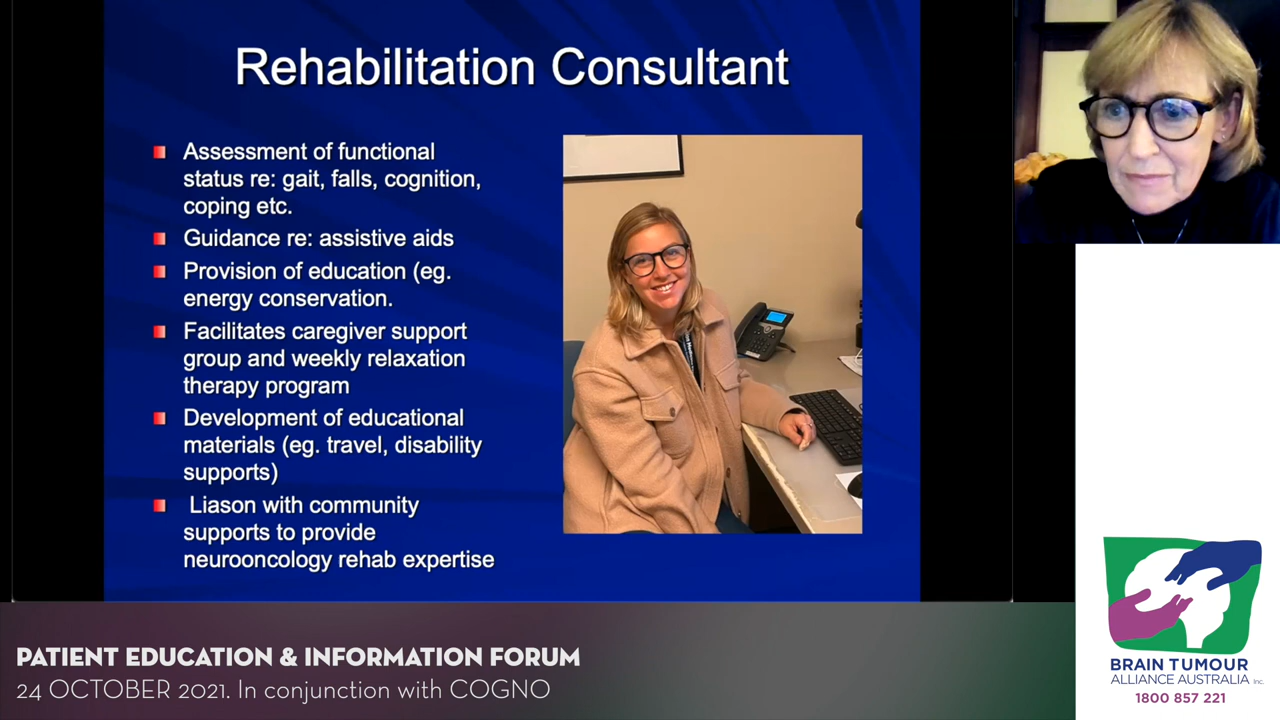 Rehabilitation Consultant
Assessment of functional
status re: gait, falls, cognition,
coping etc.
Guidance re: assistive aids
Provision of education (eg.
energy conservation.
Facilitates caregiver support
group and weekly relaxation
therapy program
Development of educational
materials (eg. travel, disability
supports)
Liason with community
supports to provide
neurooncology rehab expertise
PATIENT EDUCATION & INFORMATION FORUM
24 OCTOBER 2021. In conjunction with COGNO
BRAIN TUMOUR
ALLIANCE AUSTRALIA Inc.
1800 857 221